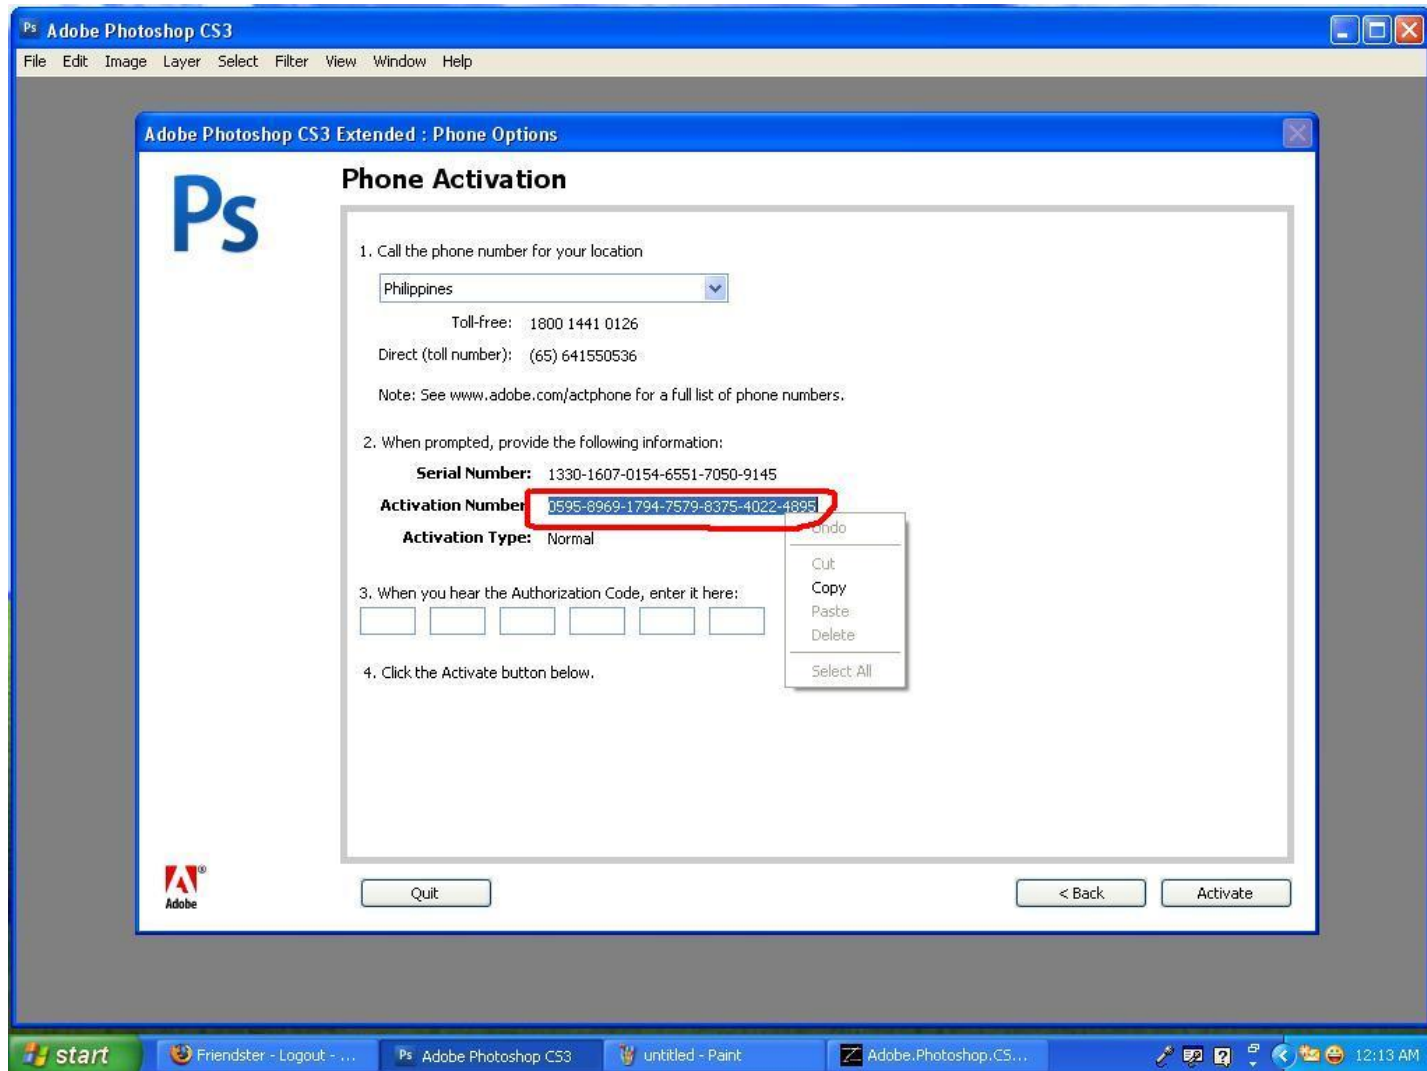 Ps Adobe Photoshop CS3
File Edit Image Layer Select Filter View Window Help
Adobe Photoshop CS3 Extended : Phone Options
Ps
Phone Activation
1. Call the phone number for your location
Philippines
Toll-free: 1800 1441 0126
Direct (toll number): (65) 641550536
Note: See www.adobe.com/actphone for a full list of phone numbers.
2. When prompted, provide the following information:
Serial Number: 1330-1607-0154-6551-7050-9145
Activation Number 0595-8969-1794-7579-8375-4022-4895
Undo
Activation Type: Normal
Cut
3. When you hear the Authorization Code, enter it here:
Copy
Paste
Delete
4. Click the Activate button below.
Select All
Adobe
Quit
< Back
Activate
start
Friendster - Logout - ...
Ps Adobe Photoshop CS3
untitled - Paint
Adobe.Photoshop.CS...
12:13 AM